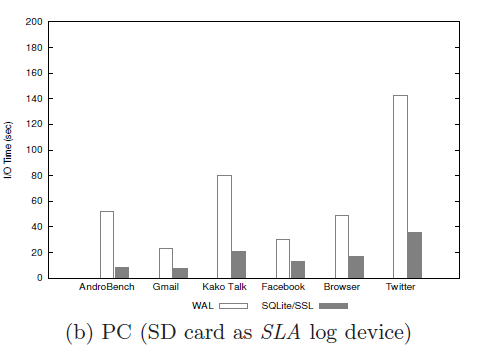 200
180
160
140
120
100
80
60
40
20
0
I/O Time (sec)
AndroBench Gmail Kako Talk Facebook Browser Twitter
WAL SQLite/SSL
(b) PC (SD card as SLA log device)